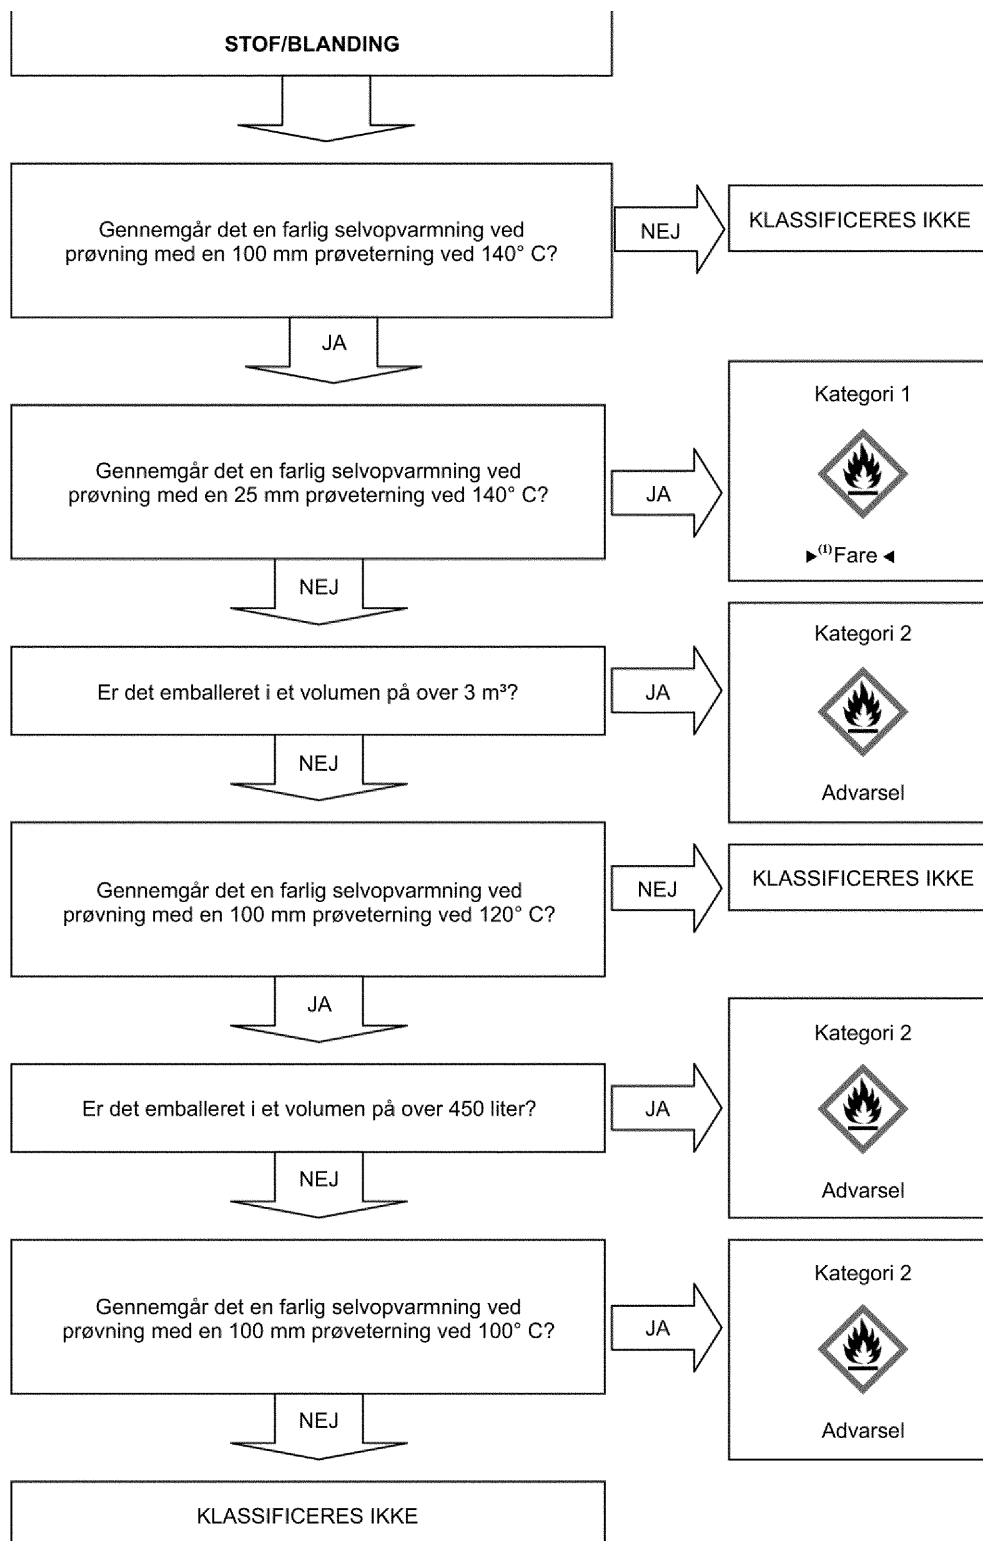 STOF/BLANDING
Gennemgår det en farlig selvopvarmning ved
prøvning med en 100 mm prøveterning ved 140° C?
NEJ
KLASSIFICERES IKKE
JA
Gennemgår det en farlig selvopvarmning ved
prøvning med en 25 mm prøveterning ved 140° C?
JA
Kategori 1
►⁽¹⁾Fare ◄
NEJ
Er det emballeret i et volumen på over 3 m³?
JA
Kategori 2
Advarsel
NEJ
Gennemgår det en farlig selvopvarmning ved
prøvning med en 100 mm prøveterning ved 120° C?
NEJ
KLASSIFICERES IKKE
JA
Er det emballeret i et volumen på over 450 liter?
JA
Kategori 2
Advarsel
NEJ
Gennemgår det en farlig selvopvarmning ved
prøvning med en 100 mm prøveterning ved 100° C?
JA
Kategori 2
Advarsel
NEJ
KLASSIFICERES IKKE